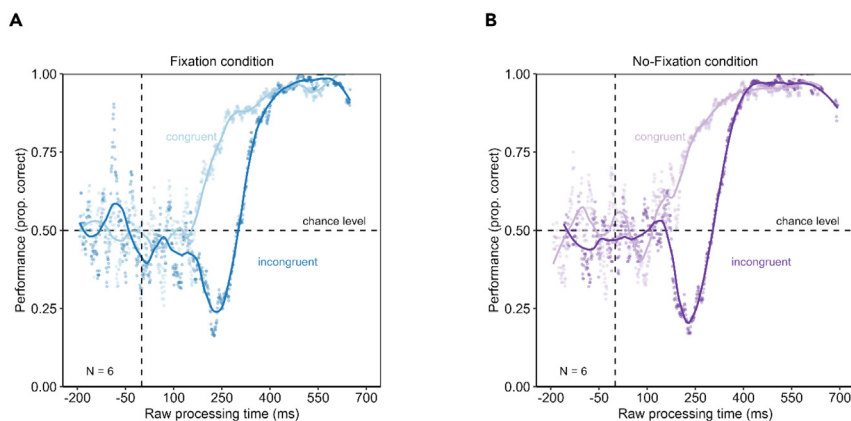 A
Fixation condition
1.00
0.75
0.50
0.25
0.00
Performance (prop. correct)
congruent
chance level
incongruent
N = 6
-200 -50 100 250 400 550 700
Raw processing time (ms)
B
No-Fixation condition
1.00
0.75
0.50
0.25
0.00
Performance (prop. correct)
congruent
chance level
incongruent
N = 6
-200 -50 100 250 400 550 700
Raw processing time (ms)